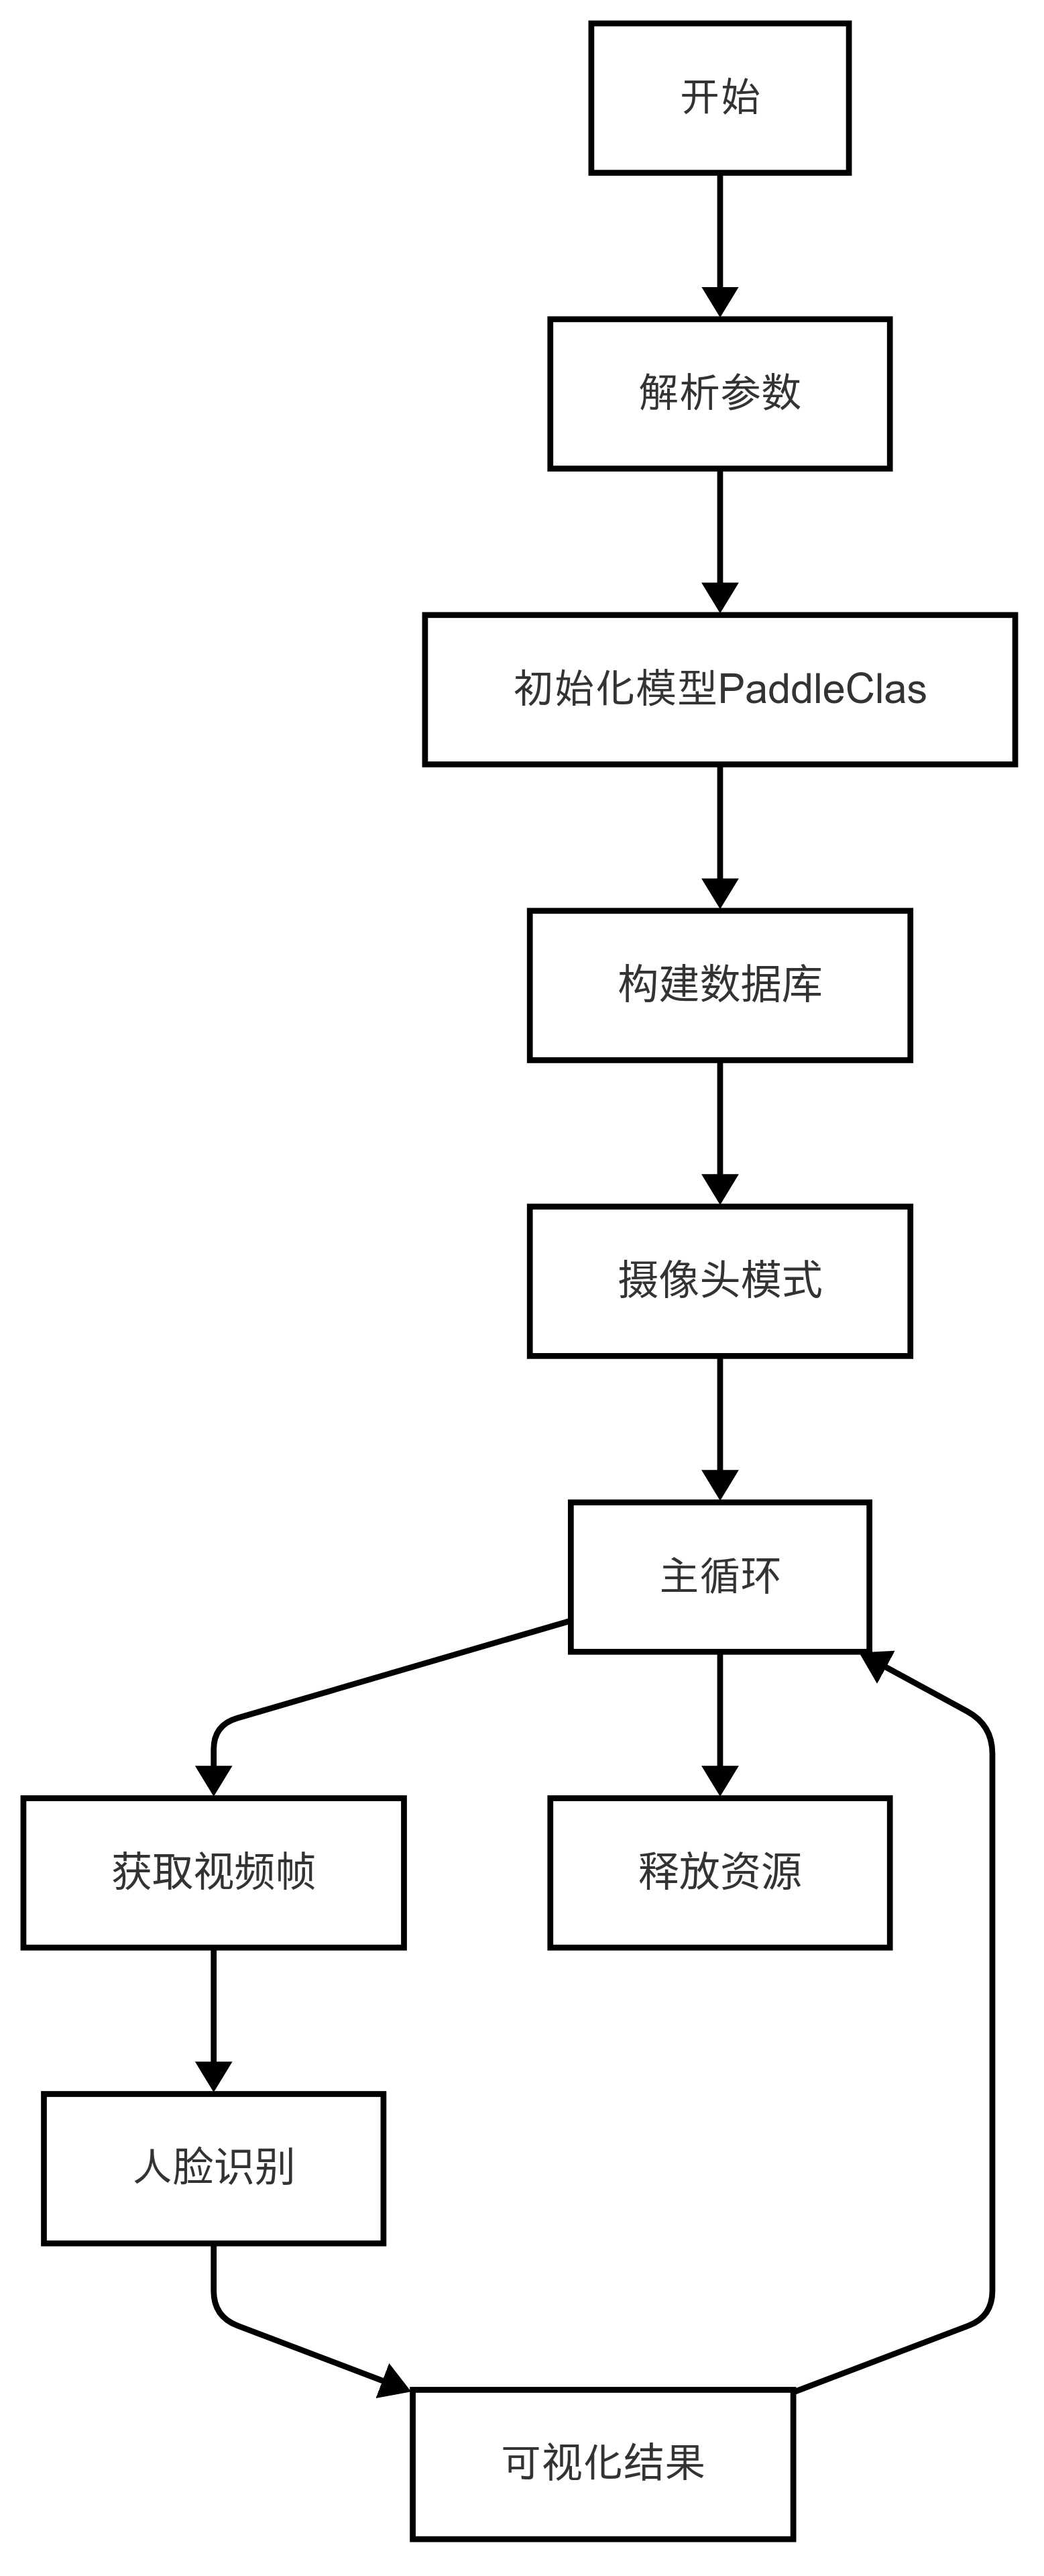 开始
解析参数
初始化模型PaddleClas
构建数据库
摄像头模式
主循环
获取视频帧
释放资源
人脸识别
可视化结果